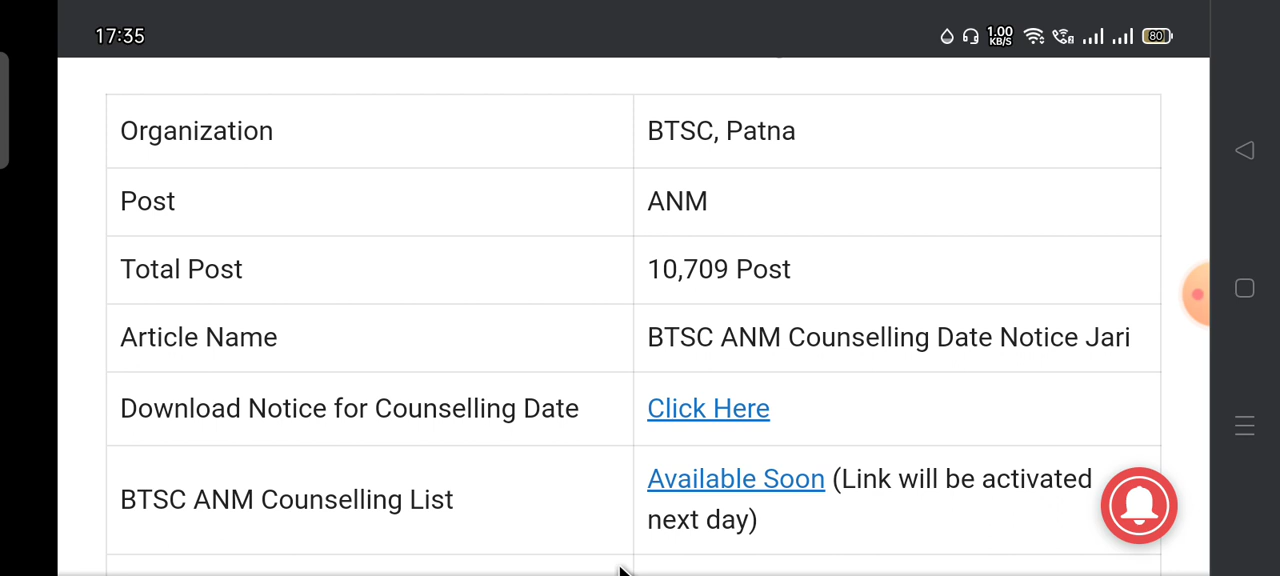 17:35
1.00
KB/S
80
Organization
BTSC, Patna
Post
ANM
Total Post
10,709 Post
Article Name
BTSC ANM Counselling Date Notice Jari
Download Notice for Counselling Date
Click Here
BTSC ANM Counselling List
Available Soon (Link will be activated
next day)